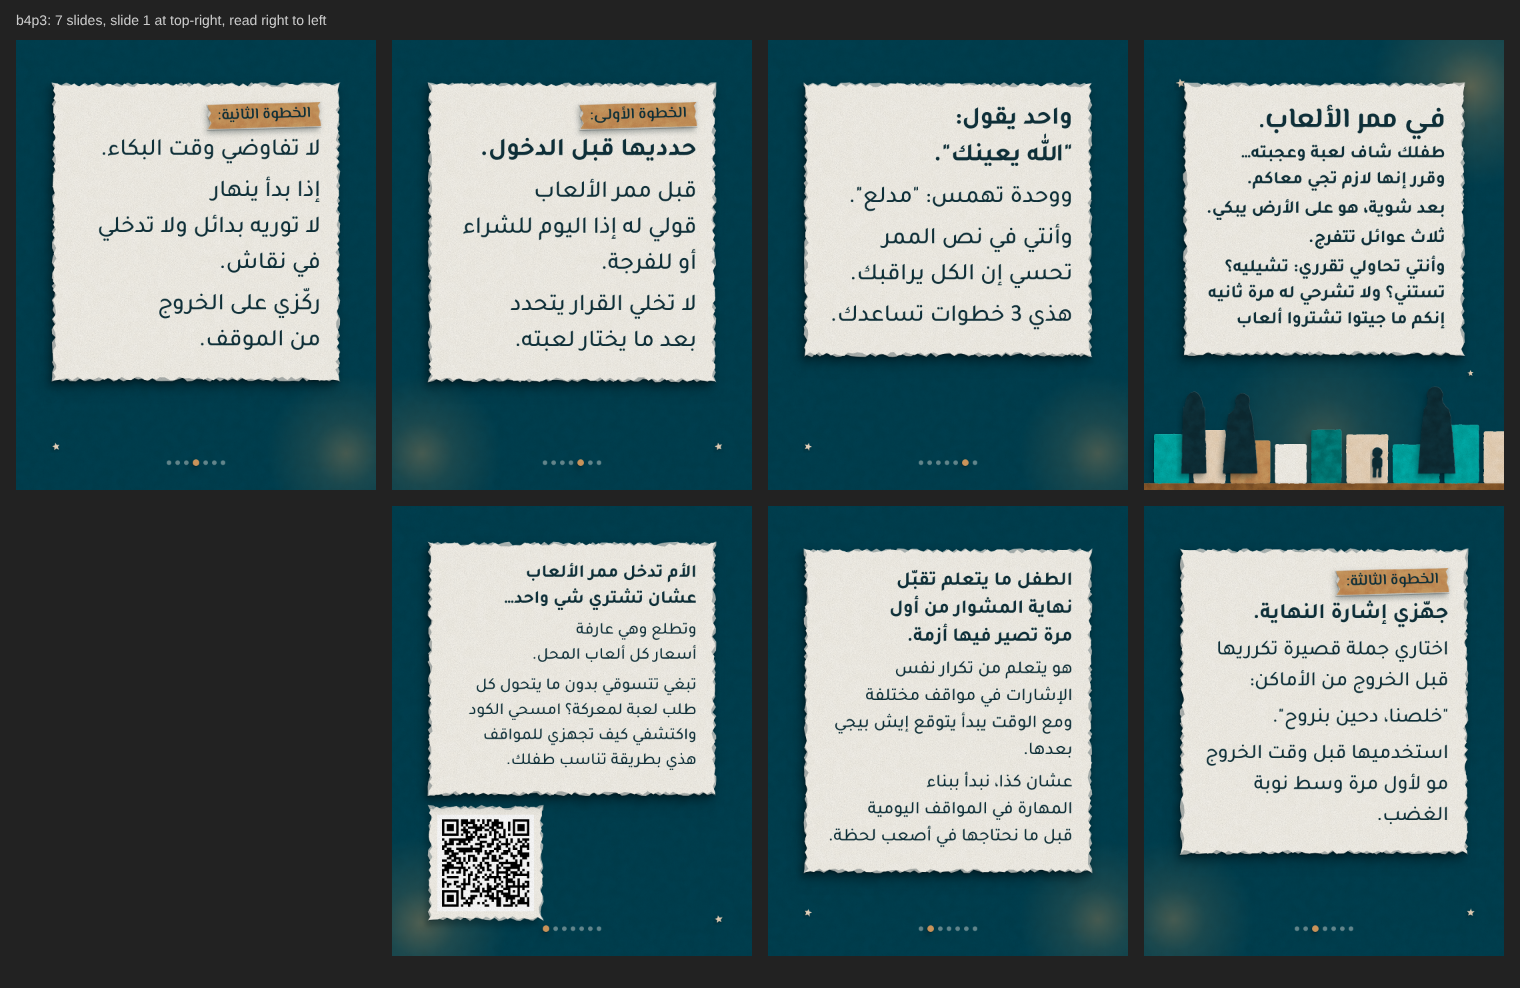 b4p3: 7 slides, slide 1 at top-right, read right to left
في ممر الألعاب.
طفلك شاف لعبة وعجبته...
وقرر إنها لازم تجي معاكم.
بعد شوية، هو على الأرض يبكي.
ثلاث عوائل تتفرج.
وأنتي تحاولي تقرري: تشيليه؟
تستني؟ ولا تشرحي له مرة ثانيه
إنكم ما جيتوا تشتروا ألعاب
واحد يقول:
"الله يعينك".
ووحدة تهمس: "مدلع".
وأنتي في نص الممر
تحسي إن الكل يراقبك.
هذي 3 خطوات تساعدك.
الخطوة الأولى:
حدديها قبل الدخول.
قبل ممر الألعاب
قولي له إذا اليوم للشراء
أو للفرجة.
لا تخلي القرار يتحدد
بعد ما يختار لعبته.
الخطوة الثانية:
لا تفاوضي وقت البكاء.
إذا بدأ ينهار
لا توريه بدائل ولا تدخلي
في نقاش.
ركّزي على الخروج
من الموقف.
الخطوة الثالثة:
جهّزي إشارة النهاية.
اختاري جملة قصيرة تكرريها
قبل الخروج من الأماكن:
"خلصنا، دحين بنروح".
استخدميها قبل وقت الخروج
مو لأول مرة وسط نوبة
الغضب.
الطفل ما يتعلم تقبّل
نهاية المشوار من أول
مرة تصير فيها أزمة.
هو يتعلم من تكرار نفس
الإشارات في مواقف مختلفة
ومع الوقت يبدأ يتوقع إيش بيجي
بعدها.
عشان كذا، نبدأ ببناء
المهارة في المواقف اليومية
قبل ما نحتاجها في أصعب لحظة.
الأم تدخل ممر الألعاب
عشان تشتري شي واحد...
وتطلع وهي عارفة
أسعار كل ألعاب المحل.
تبغي تتسوقي بدون ما يتحول كل
طلب لعبة لمعركة؟ امسحي الكود
واكتشفي كيف تجهزي للمواقف
هذي بطريقة تناسب طفلك.